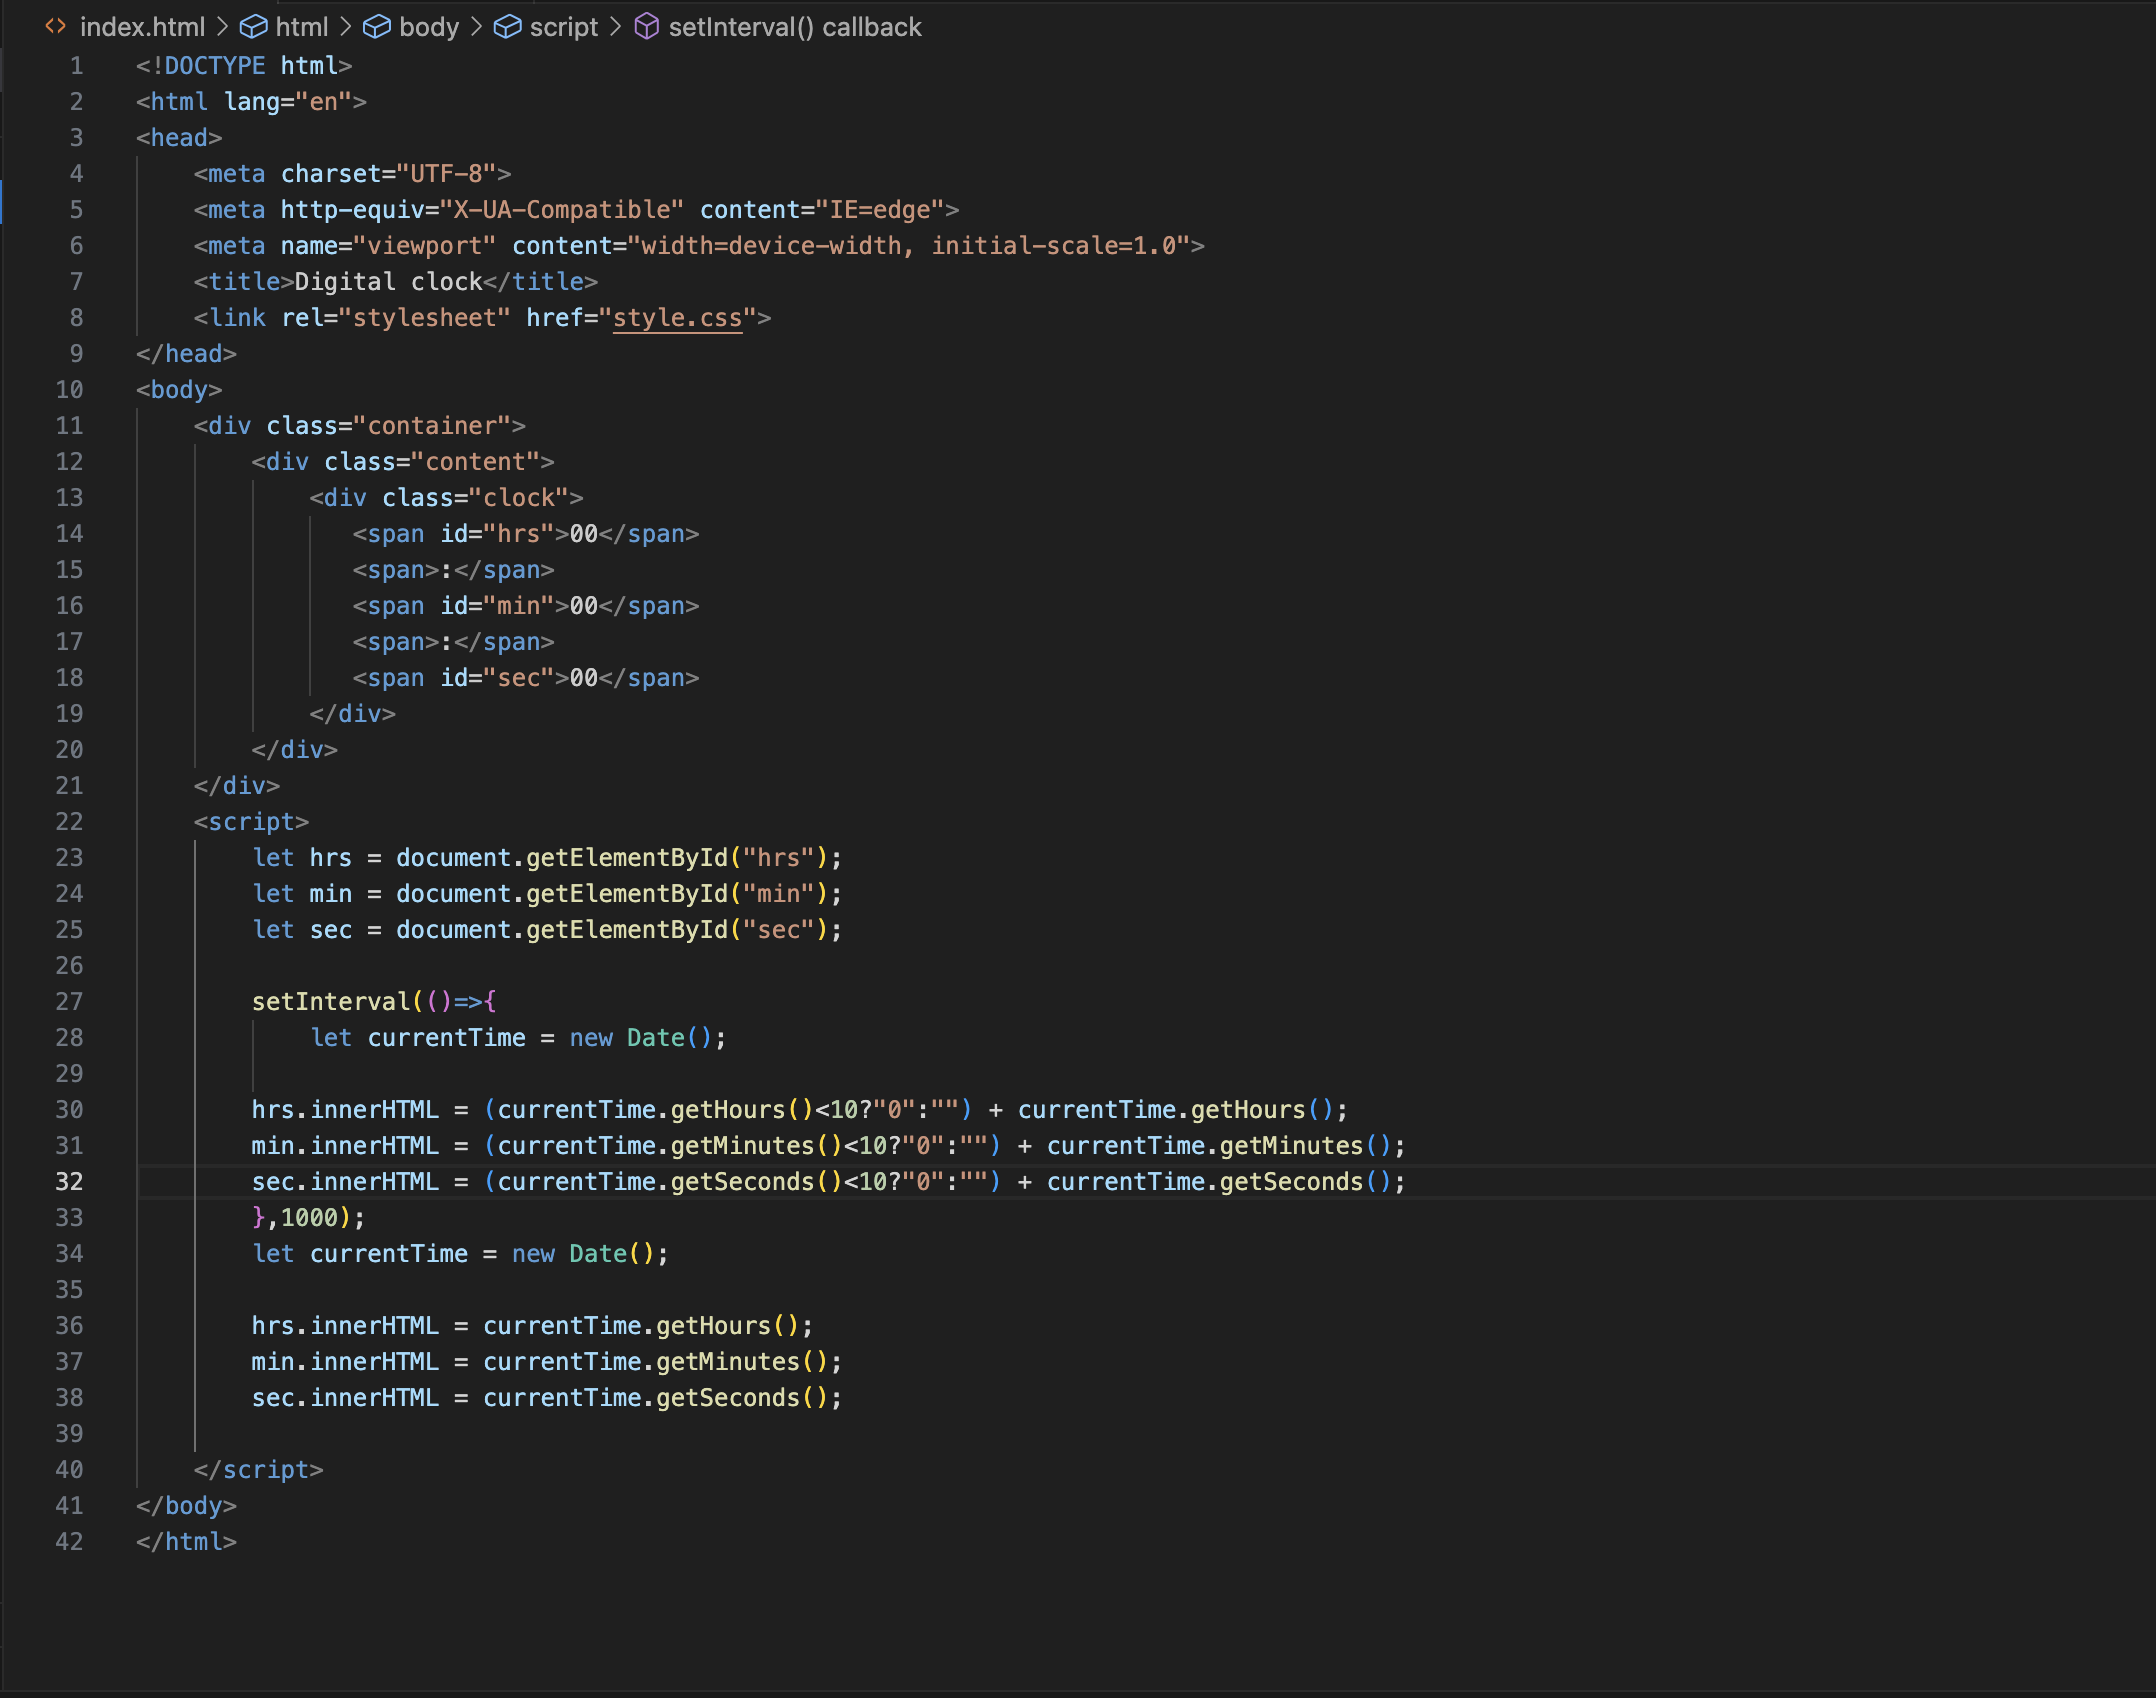 index.html > html > body > script > setInterval() callback
1 <!DOCTYPE html>
2 <html lang="en">
3 <head>
4     <meta charset="UTF-8">
5     <meta http-equiv="X-UA-Compatible" content="IE=edge">
6     <meta name="viewport" content="width=device-width, initial-scale=1.0">
7     <title>Digital clock</title>
8     <link rel="stylesheet" href="style.css">
9 </head>
10 <body>
11     <div class="container">
12         <div class="content">
13             <div class="clock">
14                <span id="hrs">00</span>
15                <span>:</span>
16                <span id="min">00</span>
17                <span>:</span>
18                <span id="sec">00</span>
19             </div>
20         </div>
21     </div>
22     <script>
23         let hrs = document.getElementById("hrs");
24         let min = document.getElementById("min");
25         let sec = document.getElementById("sec");
26
27         setInterval(()=>{
28             let currentTime = new Date();
29
30         hrs.innerHTML = (currentTime.getHours()<10?"0":"") + currentTime.getHours();
31         min.innerHTML = (currentTime.getMinutes()<10?"0":"") + currentTime.getMinutes();
32         sec.innerHTML = (currentTime.getSeconds()<10?"0":"") + currentTime.getSeconds();
33         },1000);
34         let currentTime = new Date();
35
36         hrs.innerHTML = currentTime.getHours();
37         min.innerHTML = currentTime.getMinutes();
38         sec.innerHTML = currentTime.getSeconds();
39
40     </script>
41 </body>
42 </html>